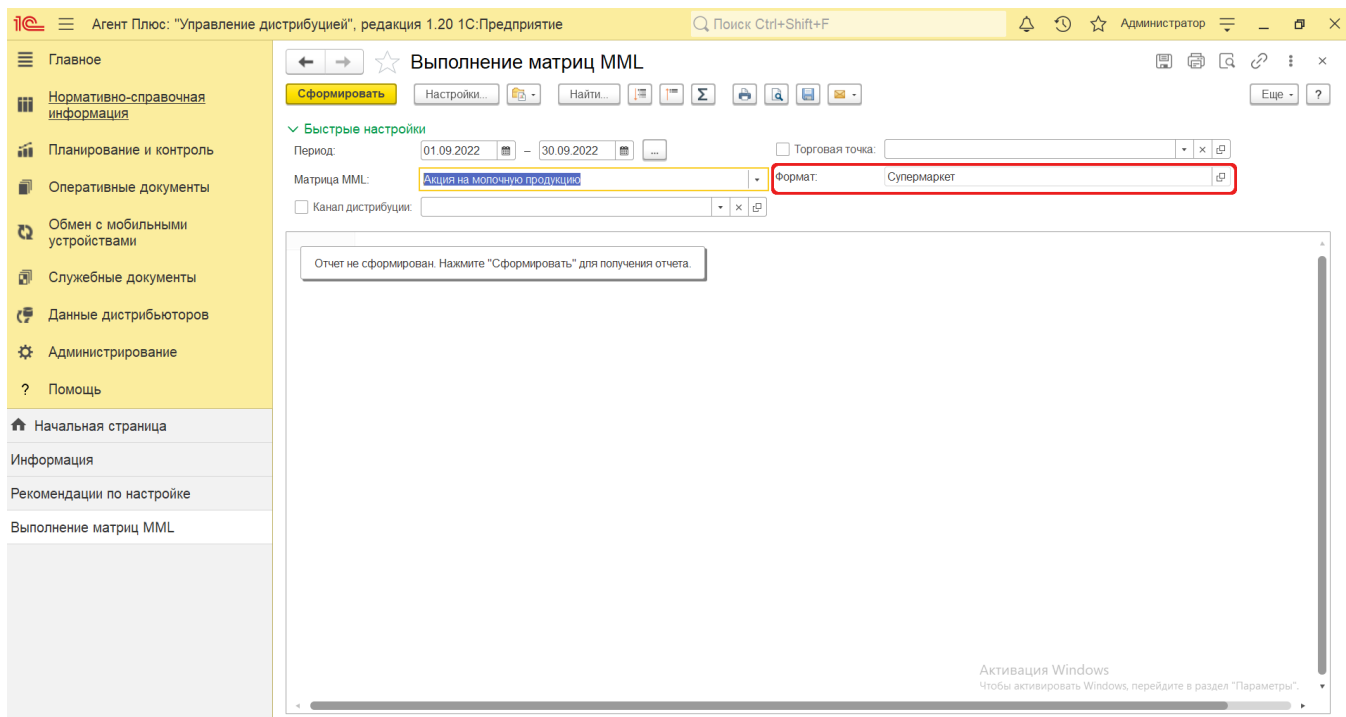 Агент Плюс: "Управление дистрибуцией", редакция 1.20 1С:Предприятие
Поиск Ctrl+Shift+F
Администратор
Главное
Нормативно-справочная
информация
Планирование и контроль
Оперативные документы
Обмен с мобильными
устройствами
Служебные документы
Данные дистрибьюторов
Администрирование
? Помощь
Начальная страница
Информация
Рекомендации по настройке
Выполнение матриц MML
Выполнение матриц MML
Сформировать Настройки... Найти... Σ Еще ?
Быстрые настройки
Период: 01.09.2022 – 30.09.2022 ... Торговая точка:
Матрица MML: Акция на молочную продукцию Формат: Супермаркет
Канал дистрибуции:
Отчет не сформирован. Нажмите "Сформировать" для получения отчета.
Активация Windows
Чтобы активировать Windows, перейдите в раздел "Параметры".